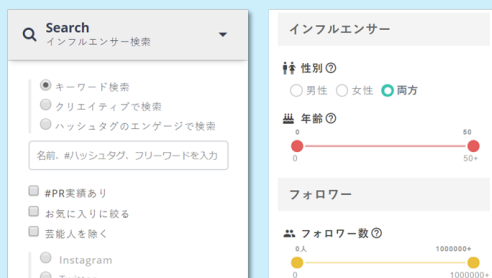 Search
インフルエンサー検索
キーワード検索
クリエイティブで検索
ハッシュタグのエンゲージで検索
名前、#ハッシュタグ、フリーワードを入力
#PR実績あり
お気に入りに絞る
芸能人を除く
Instagram
Twitter
インフルエンサー
性別?
男性 女性 両方
年齢?
0 50
0 50+
フォロワー
フォロワー数?
0人 1000000+
0 1000000+